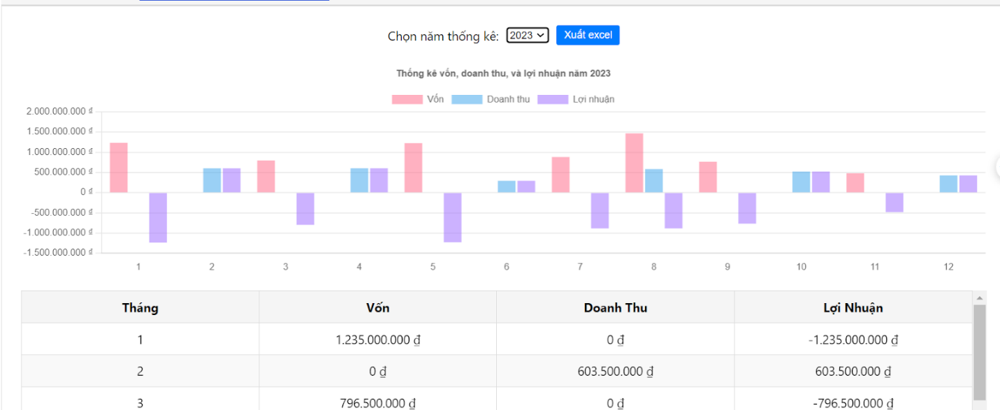 Chọn năm thống kê: 2023 Xuất excel
Thống kê vốn, doanh thu, và lợi nhuận năm 2023
Vốn Doanh thu Lợi nhuận
2.000.000.000 ₫
1.500.000.000 ₫
1.000.000.000 ₫
500.000.000 ₫
0 ₫
-500.000.000 ₫
-1.000.000.000 ₫
-1.500.000.000 ₫
1 2 3 4 5 6 7 8 9 10 11 12
Tháng Vốn Doanh Thu Lợi Nhuận
1 1.235.000.000 ₫ 0 ₫ -1.235.000.000 ₫
2 0 ₫ 603.500.000 ₫ 603.500.000 ₫
3 796.500.000 ₫ 0 ₫ -796.500.000 ₫